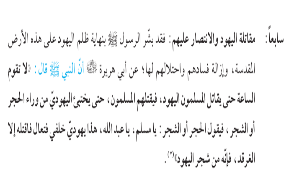 سابعاً: مقاتلة اليهود والانتصار عليهم: فقد بشّر الرسول ﷺ بنهاية ظلم اليهود على هذه الأرض
المقدسة، وإزالة فسادهم واحتلالهم لها؛ عن أبي هريرة ﷺ أنّ النبي ﷺ قال: «لا تقوم
الساعة حتى يقاتل المسلمون اليهود، فيقتلهم المسلمون، حتى يختبئ اليهوديّ من وراء الحجر
أو الشجر، فيقول الحجر أو الشجر: يا مسلم، يا عبد الله، هذا يهوديّ خلفي فتعال فاقتله إلا
الغرقد، فإنّه من شجر اليهود»(٣).